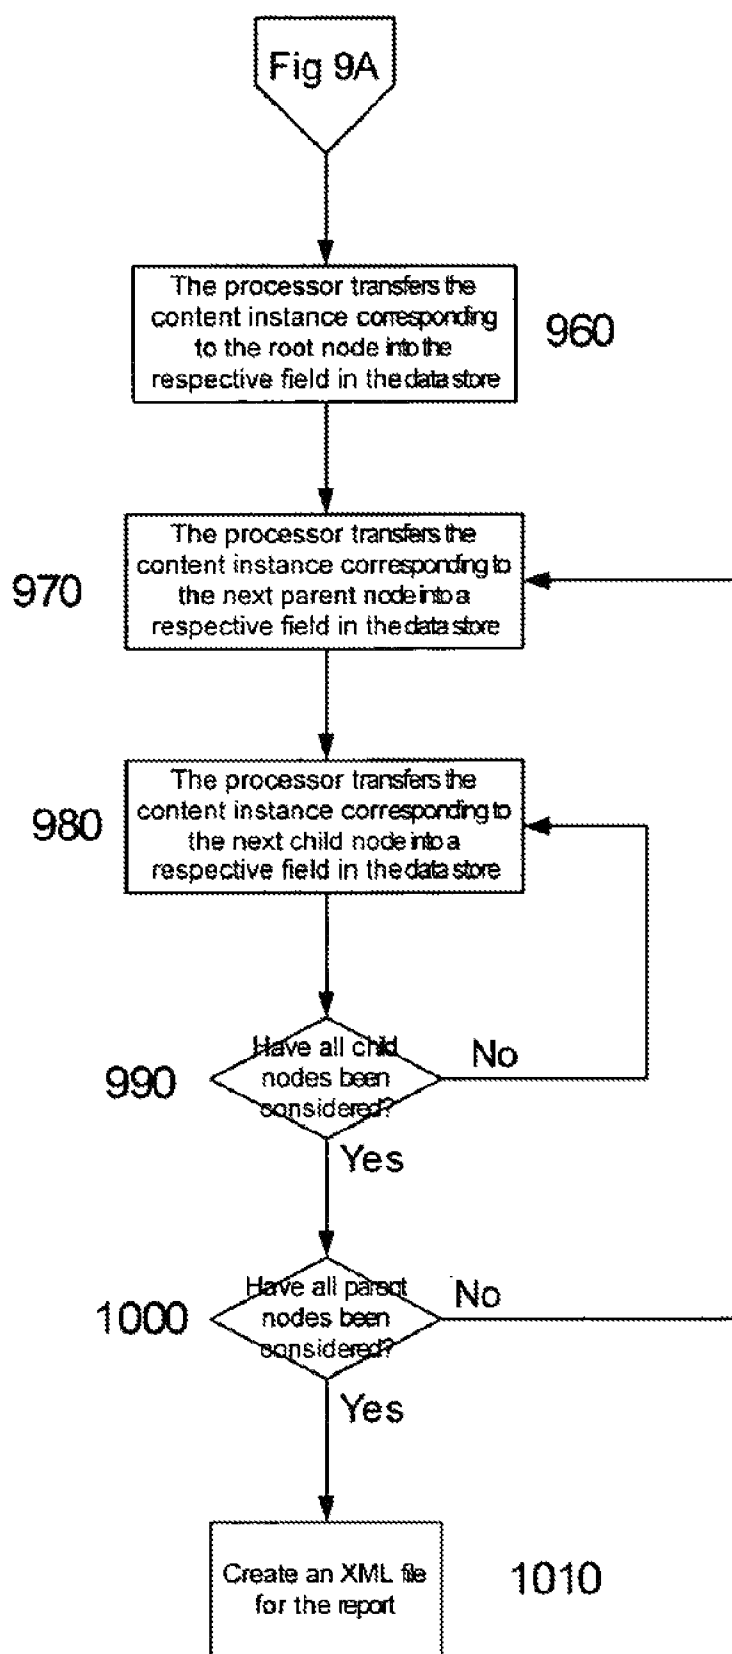 Fig 9A
The processor transfers the
content instance corresponding
to the root node into the
respective field in the data store
960
The processor transfers the
content instance corresponding to
the next parent node into a
respective field in the data store
970
The processor transfers the
content instance corresponding to
the next child node into a
respective field in the data store
980
Have all child
nodes been
considered?
990
No
Yes
Have all parent
nodes been
considered?
1000
No
Yes
Create an XML file
for the report
1010